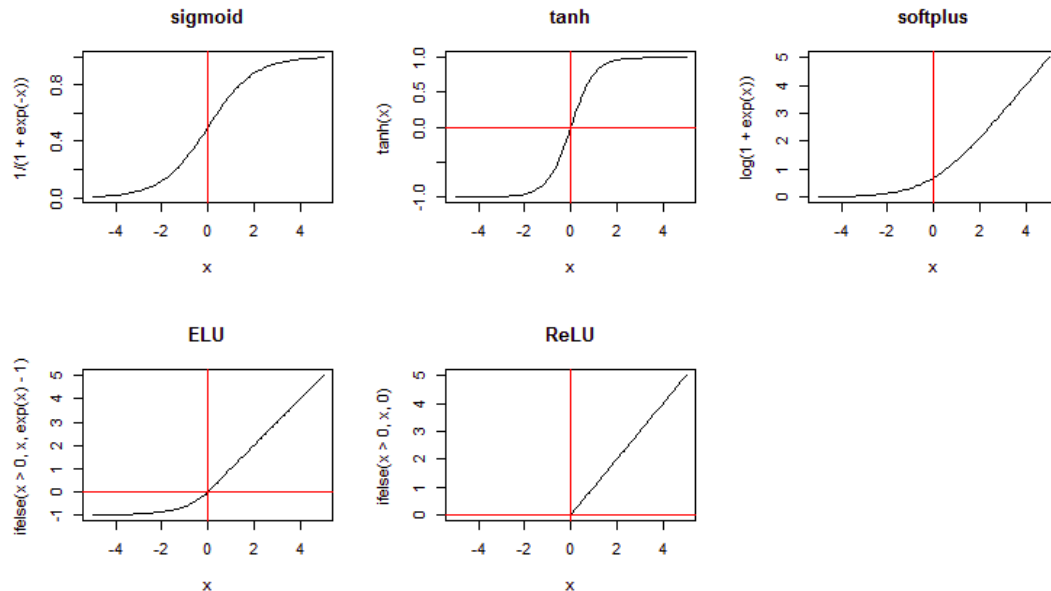 sigmoid
1/(1 + exp(-x))
0.0 0.4 0.8
-4 -2 0 2 4
x
tanh
tanh(x)
-1.0 0.0 0.5 1.0
-4 -2 0 2 4
x
softplus
log(1 + exp(x))
0 1 2 3 4 5
-4 -2 0 2 4
x
ELU
ifelse(x > 0, x, exp(x) - 1)
-1 0 1 2 3 4 5
-4 -2 0 2 4
x
ReLU
ifelse(x > 0, x, 0)
0 1 2 3 4 5
-4 -2 0 2 4
x